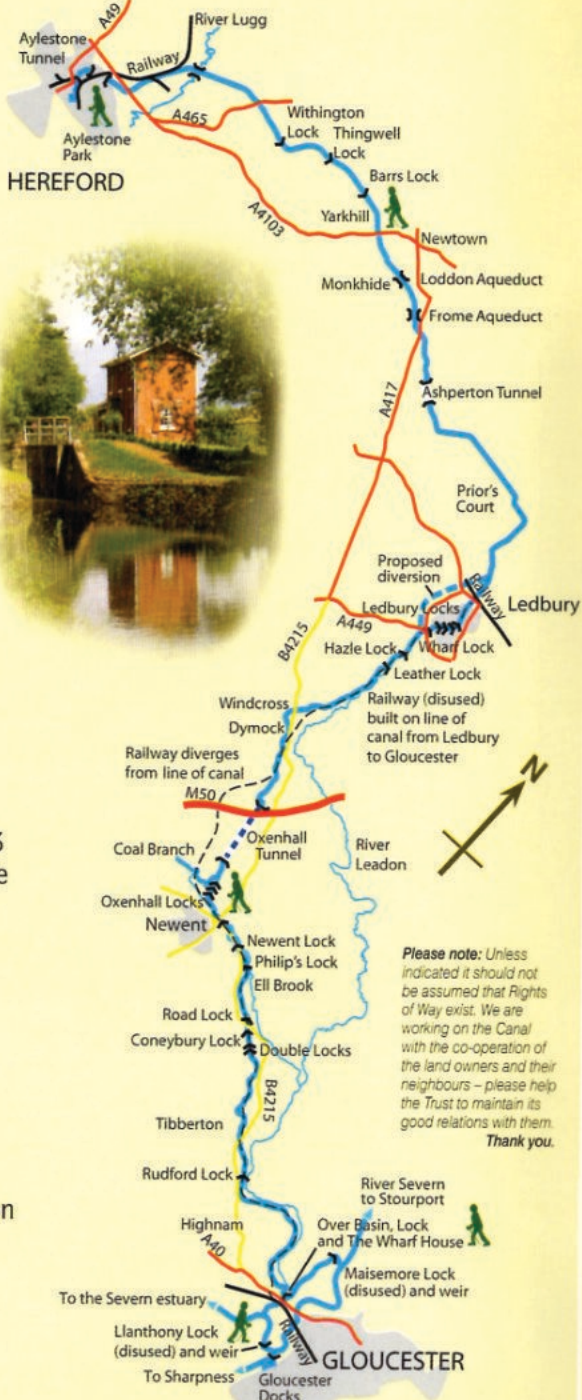 A49
River Lugg
Aylestone
Tunnel
Railway
A465
Withington
Lock
Thingwell
Lock
Aylestone
Park
HEREFORD
Barrs Lock
A4103
Yarkhill
Newtown
Monkhide
Loddon Aqueduct
Frome Aqueduct
A417
Ashperton Tunnel
Prior's
Court
Proposed
diversion
Railway
Ledbury Locks
Ledbury
A449
B4215
Hazle Lock
Wharf Lock
Leather Lock
Windcross
Dymock
Railway (disused)
built on line of
canal from Ledbury
to Gloucester
Railway diverges
from line of canal
M50
N
Coal Branch
Oxenhall
Tunnel
River
Leadon
Oxenhall Locks
Newent
Newent Lock
Philip's Lock
Ell Brook
Please note: Unless
indicated it should not
be assumed that Rights
of Way exist. We are
working on the Canal
with the co-operation of
the land owners and their
neighbours – please help
the Trust to maintain its
good relations with them.
Thank you.
Road Lock
Coneybury Lock
Double Locks
B4215
Tibberton
Rudford Lock
River Severn
to Stourport
Highnam
Over Basin, Lock
and The Wharf House
A40
Maisemore Lock
(disused) and weir
To the Severn estuary
Llanthony Lock
(disused) and weir
Railway
GLOUCESTER
To Sharpness
Gloucester
Docks